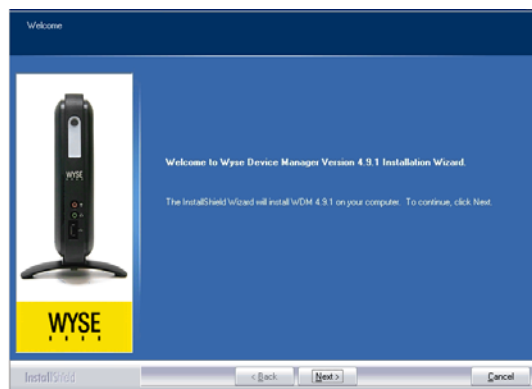 Welcome
WYSE
Welcome to Wyse Device Manager Version 4.9.1 Installation Wizard.
The InstallShield Wizard will install WDM 4.9.1 on your computer. To continue, click Next.
WYSE
InstallShield
< Back
Next >
Cancel